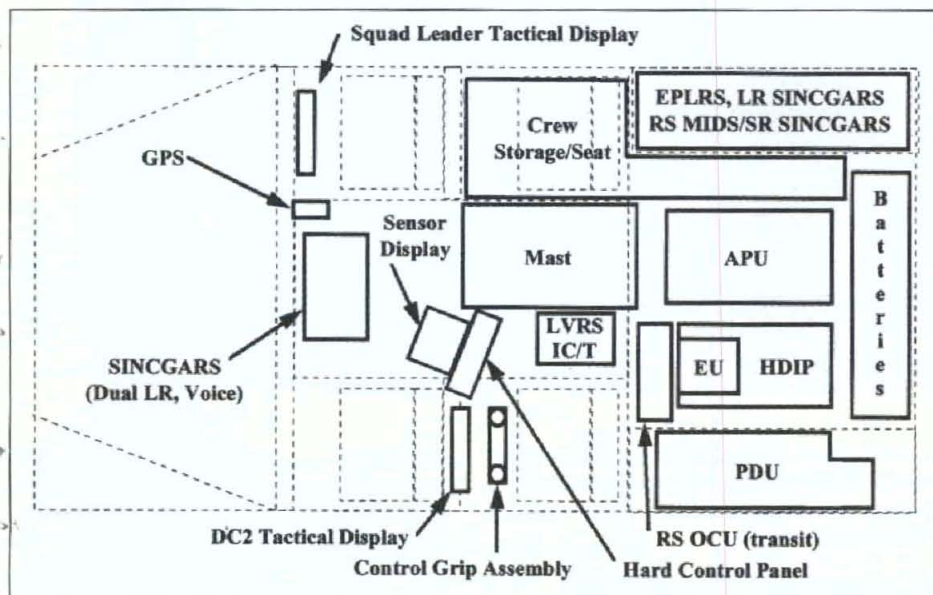 Squad Leader Tactical Display
EPLRS, LR SINCGARS
RS MIDS/SR SINCGARS
Crew
Storage/Seat
GPS
Batteries
Sensor
Display
Mast
APU
SINCGARS
(Dual LR, Voice)
LVRS
IC/T
EU
HDIP
PDU
DC2 Tactical Display
RS OCU (transit)
Control Grip Assembly
Hard Control Panel